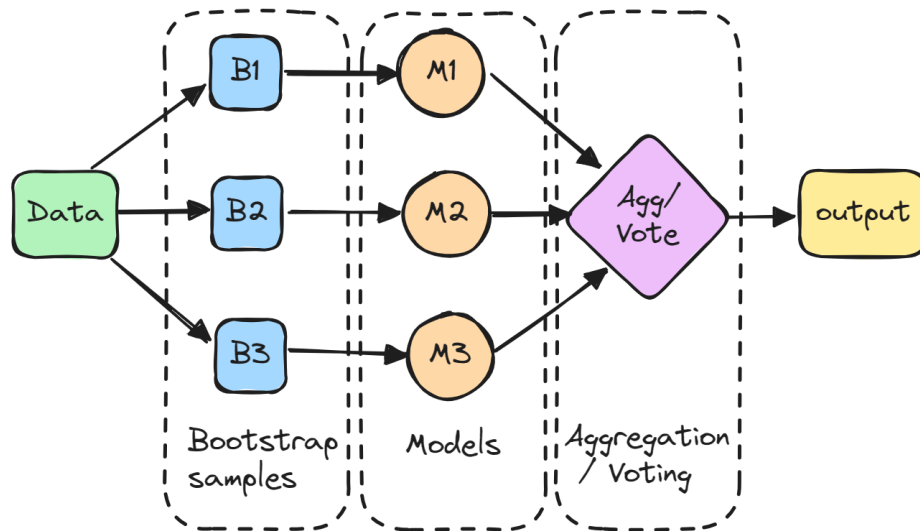 B1
M1
Data
B2
M2
Agg/
Vote
output
B3
M3
Bootstrap
samples
Models
Aggregation
/ Voting